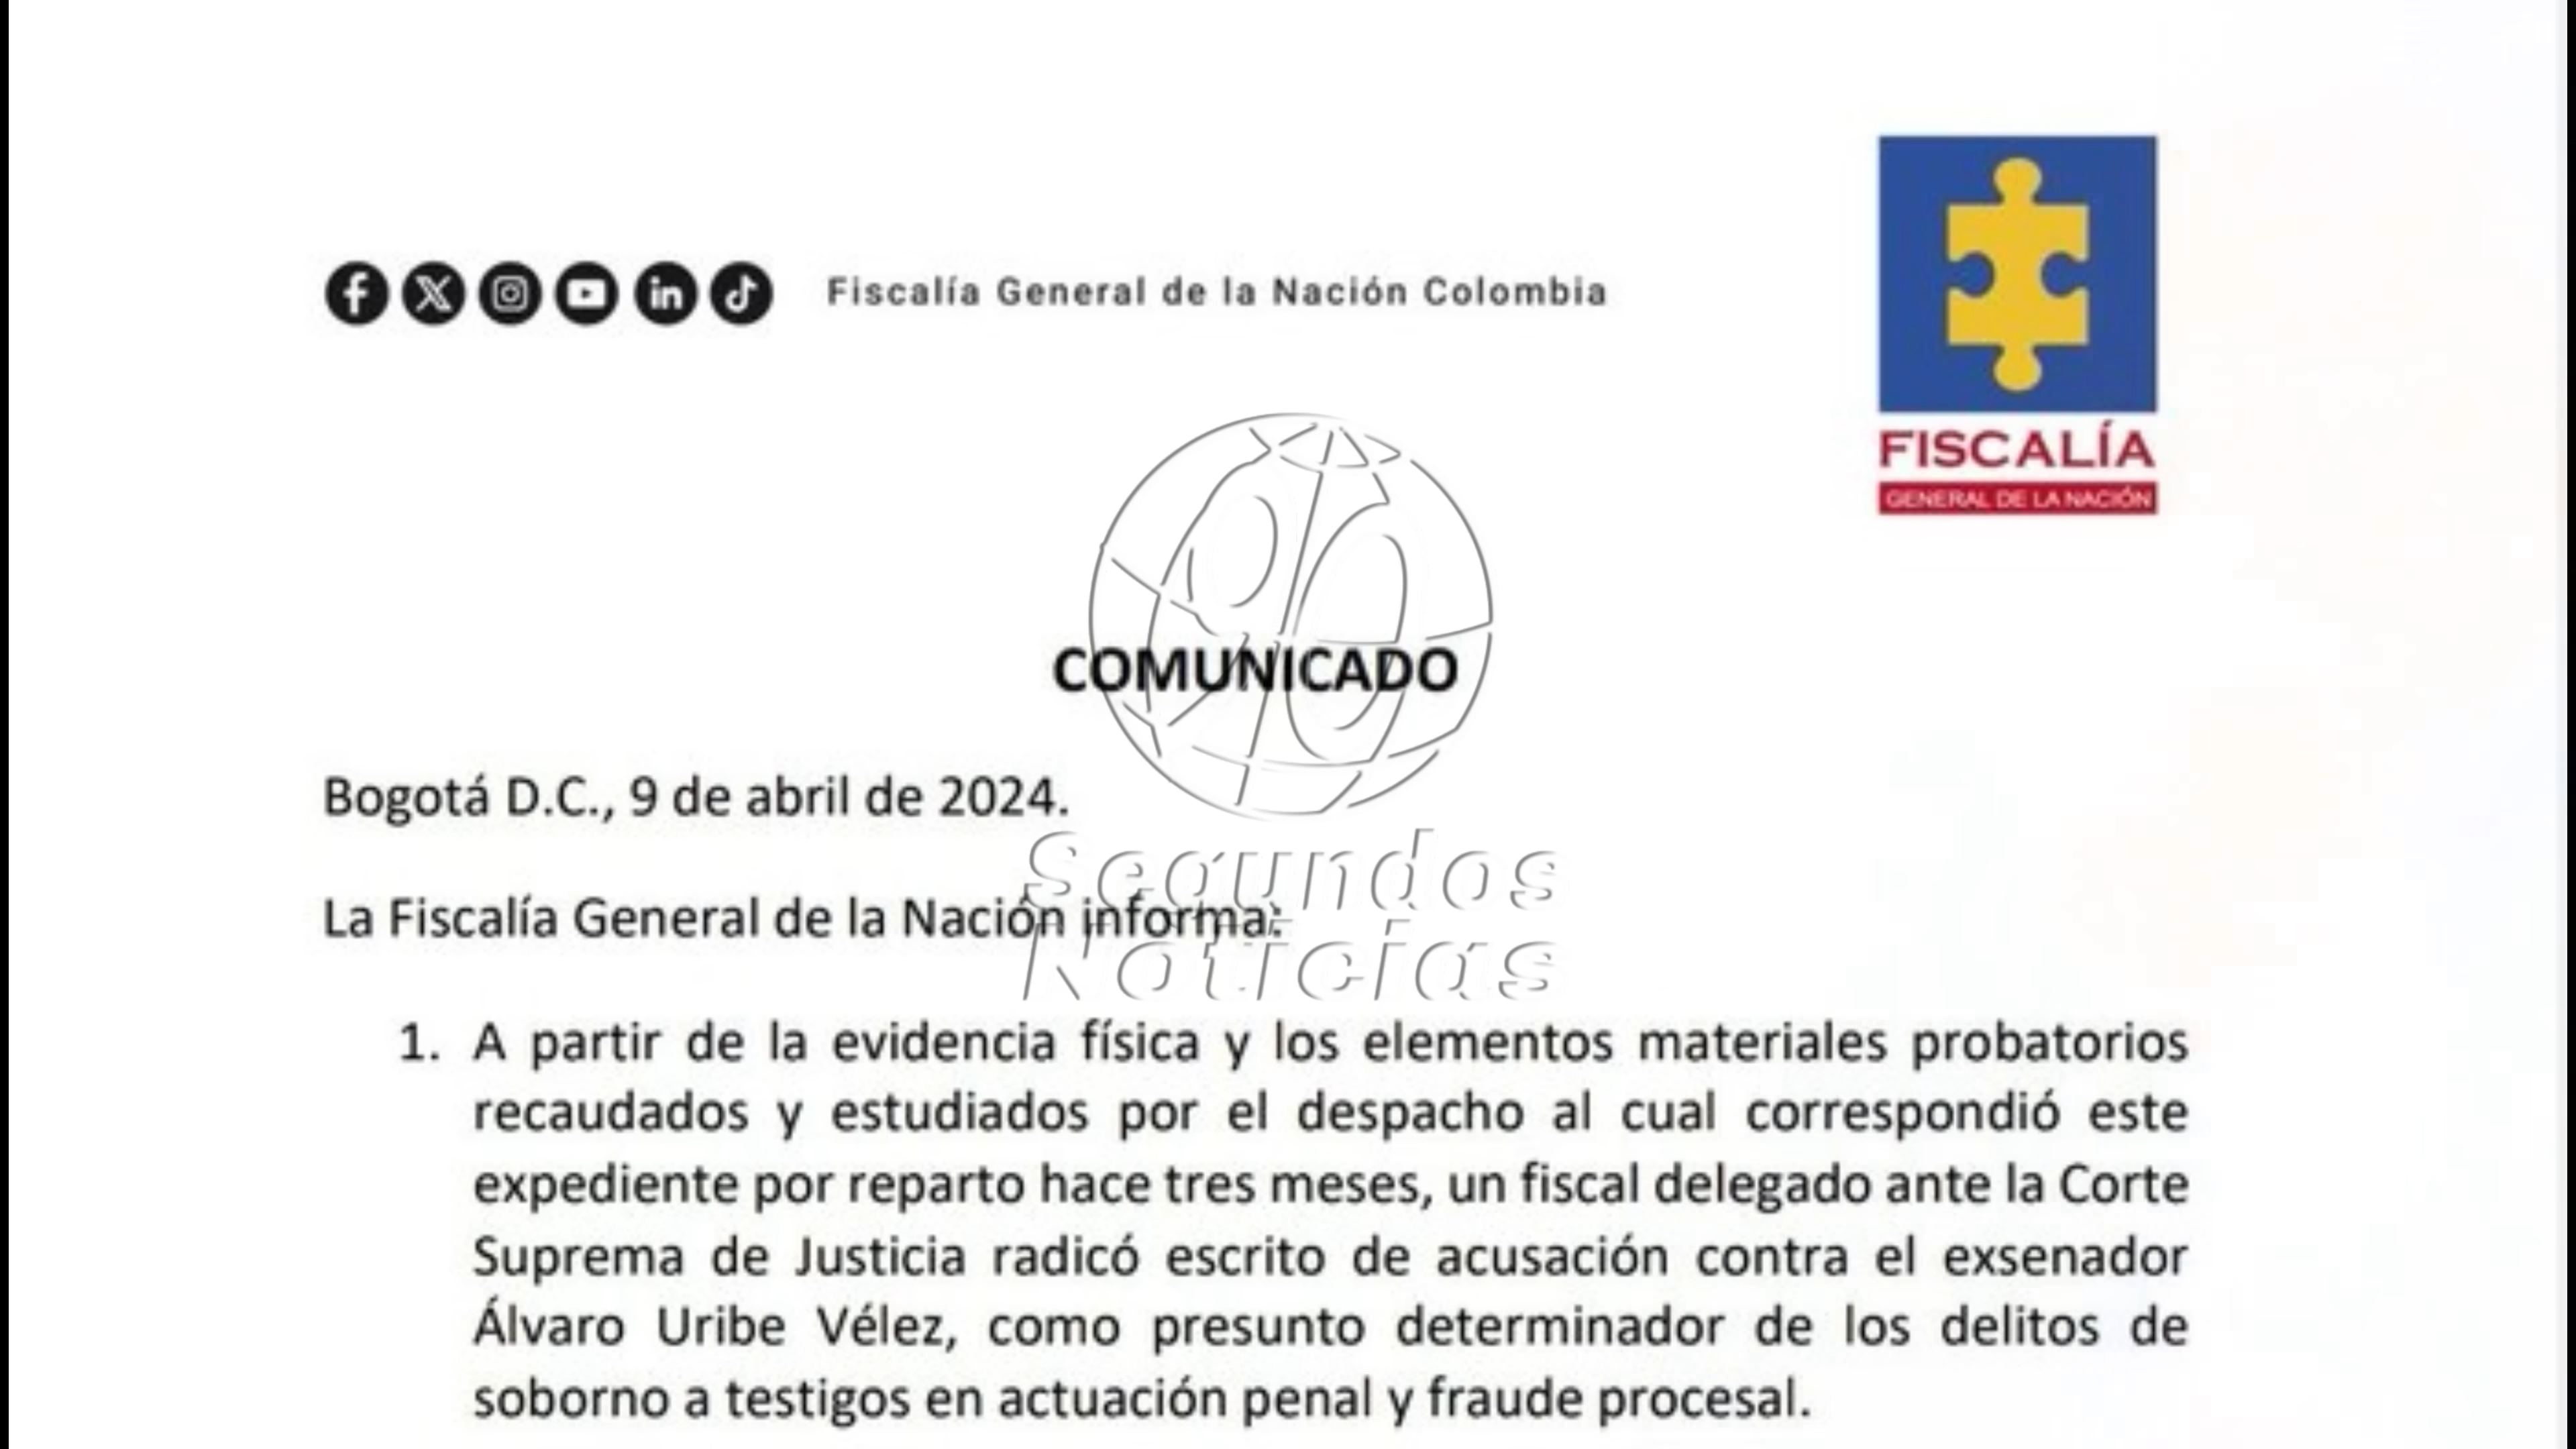 Fiscalía General de la Nación Colombia
FISCALÍA
GENERAL DE LA NACIÓN
90
COMUNICADO
Bogotá D.C., 9 de abril de 2024.
Segundos
La Fiscalía General de la Nación informa:
Noticias
1. A partir de la evidencia física y los elementos materiales probatorios
recaudados y estudiados por el despacho al cual correspondió este
expediente por reparto hace tres meses, un fiscal delegado ante la Corte
Suprema de Justicia radicó escrito de acusación contra el exsenador
Álvaro Uribe Vélez, como presunto determinador de los delitos de
soborno a testigos en actuación penal y fraude procesal.